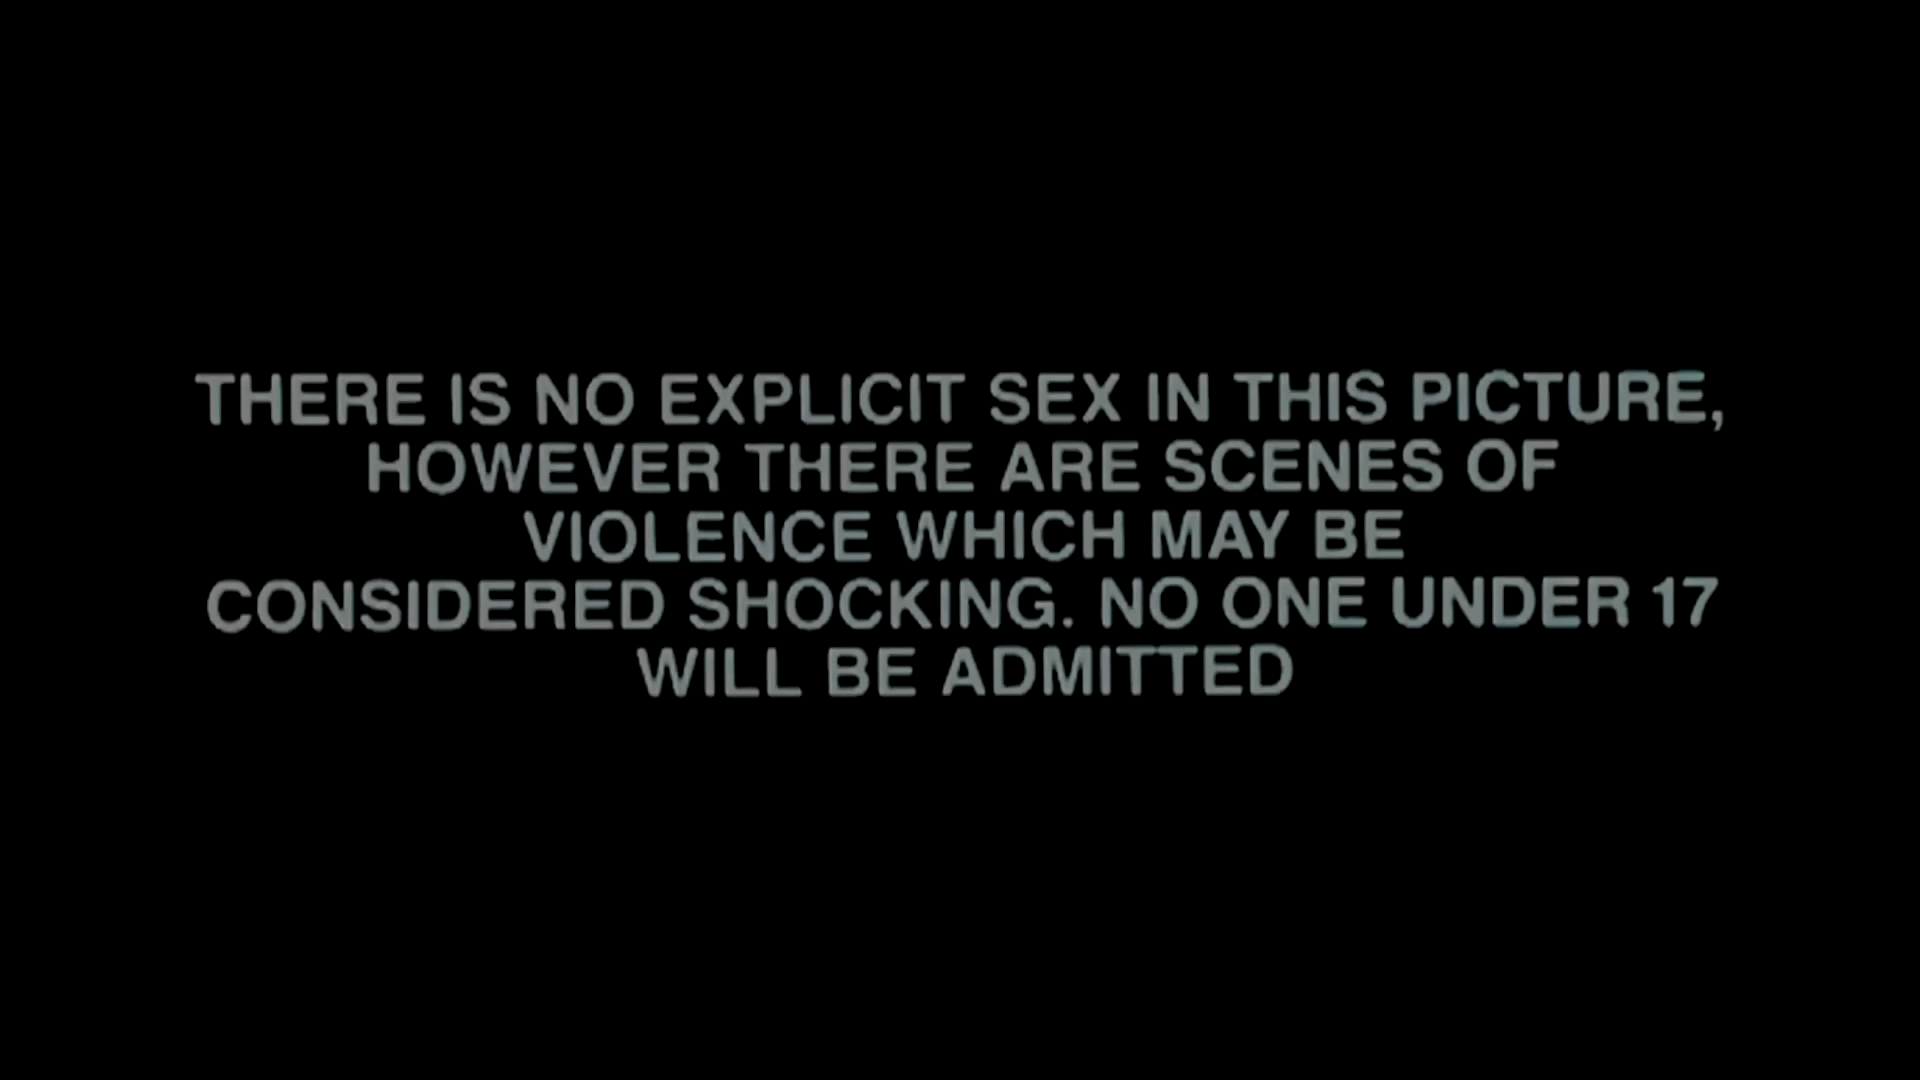 THERE IS NO EXPLICIT SEX IN THIS PICTURE,
HOWEVER THERE ARE SCENES OF
VIOLENCE WHICH MAY BE
CONSIDERED SHOCKING. NO ONE UNDER 17
WILL BE ADMITTED